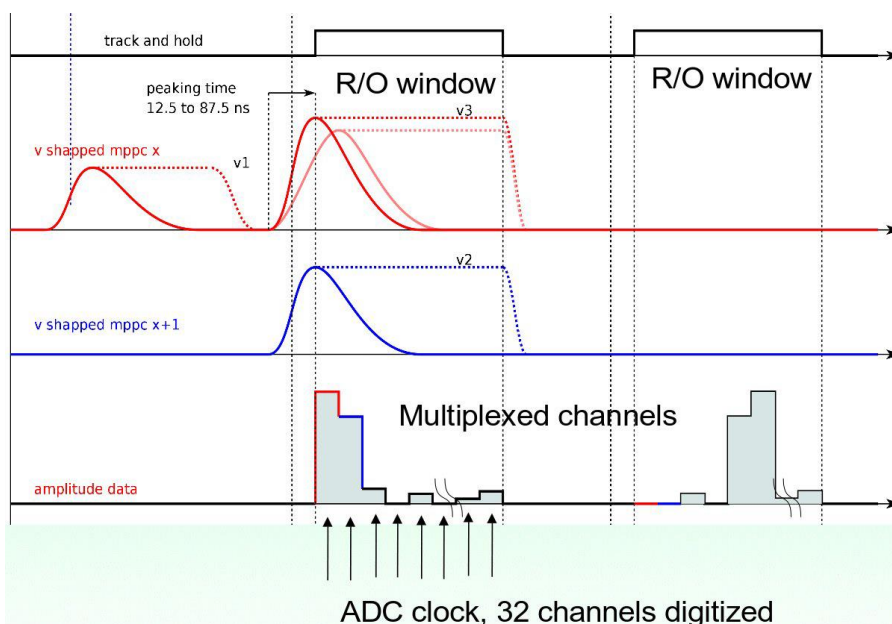 track and hold
R/O window
R/O window
peaking time
12.5 to 87.5 ns
v3
v shapped mppc x
v1
v2
v shapped mppc x+1
Multiplexed channels
amplitude data
ADC clock, 32 channels digitized